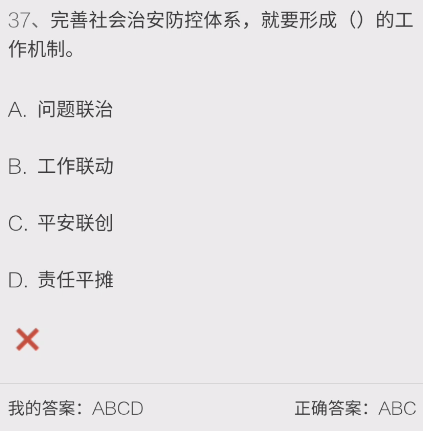 37、完善社会治安防控体系，就要形成（）的工
作机制。
A. 问题联治
B. 工作联动
C. 平安联创
D. 责任平摊
我的答案：ABCD 正确答案：ABC